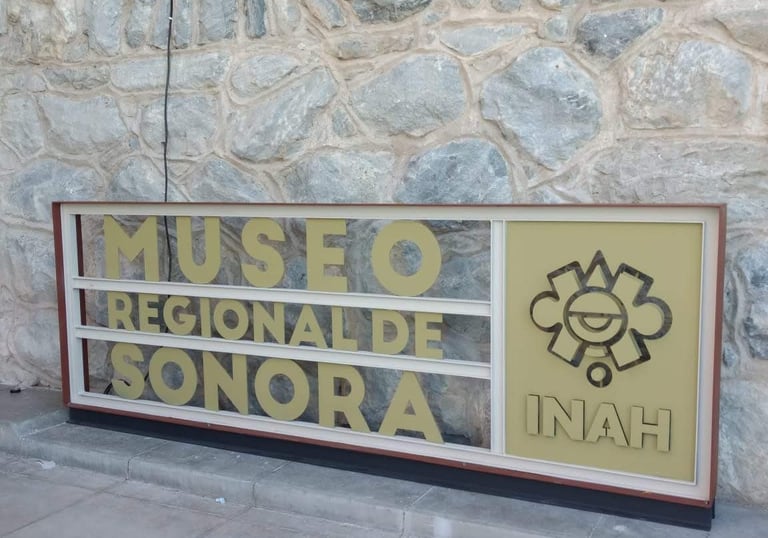 MUSEO
REGIONAL DE
SONORA
INAH